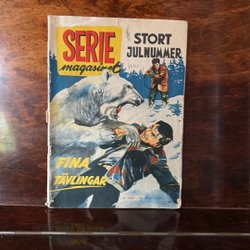 SERIE
magasinet
STORT
JULNUMMER
FINA
TÄVLINGAR